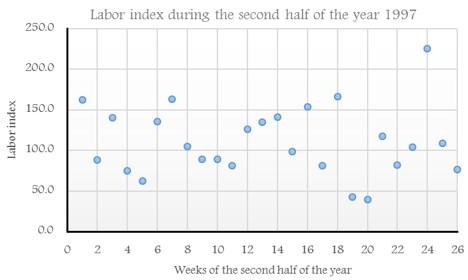 Labor index during the second half of the year 1997
250.0
200.0
150.0
100.0
50.0
0.0
Labor index
0 2 4 6 8 10 12 14 16 18 20 22 24 26
Weeks of the second half of the year